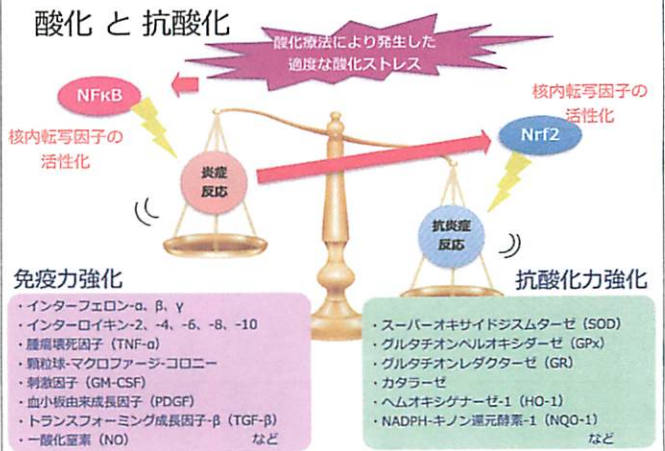 酸化 と 抗酸化
酸化療法により発生した
適度な酸化ストレス
NFκB
核内転写因子の
活性化
核内転写因子の
活性化
Nrf2
炎症
反応
抗炎症
反応
免疫力強化
・インターフェロン-α、β、γ
・インターロイキン-2、-4、-6、-8、-10
・腫瘍壊死因子（TNF-α）
・顆粒球-マクロファージ-コロニー
・刺激因子（GM-CSF）
・血小板由来成長因子（PDGF）
・トランスフォーミング成長因子-β（TGF-β）
・一酸化窒素（NO）　など
抗酸化力強化
・スーパーオキサイドジスムターゼ（SOD）
・グルタチオンペルオキシダーゼ（GPx）
・グルタチオンレダクターゼ（GR）
・カタラーゼ
・ヘムオキシゲナーゼ-1（HO-1）
・NADPH-キノン還元酵素-1（NQO-1）
など